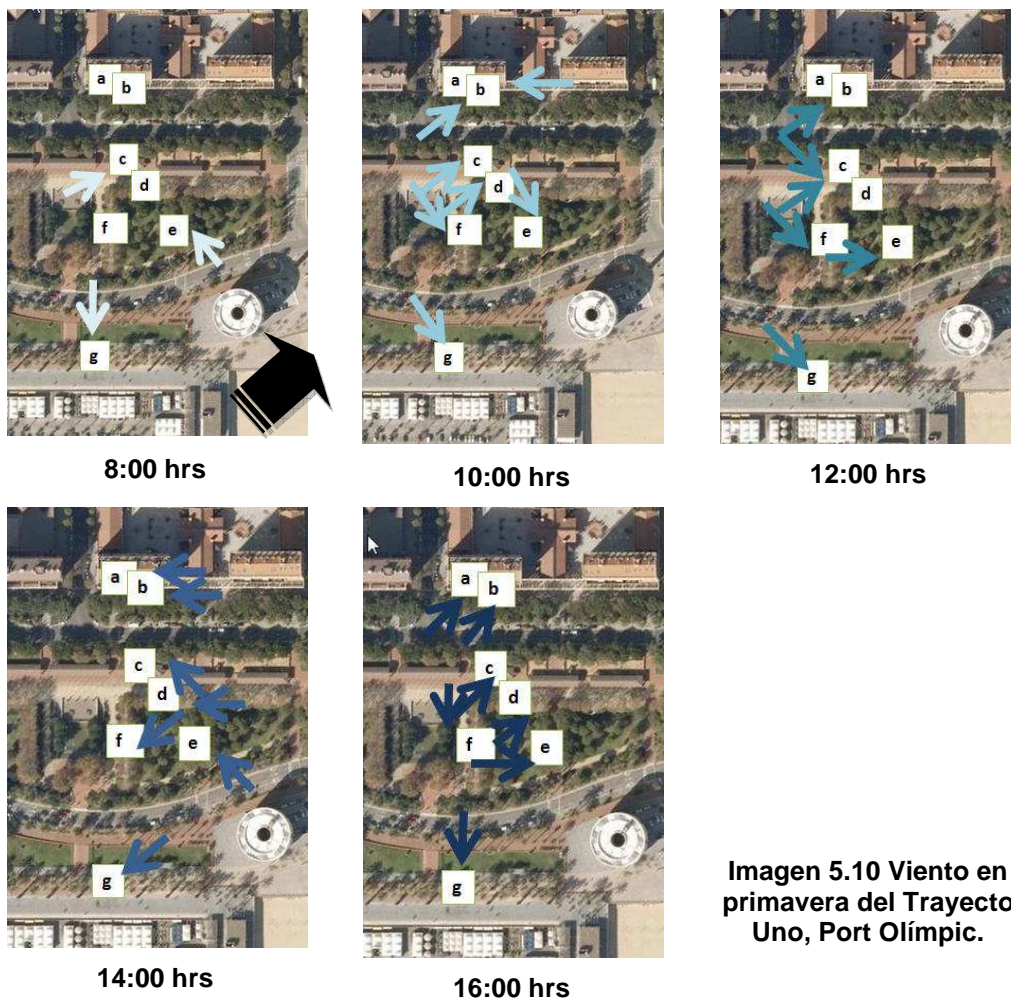 a
b
c
d
f
e
g
8:00 hrs
a
b
c
d
f
e
g
10:00 hrs
a
b
c
d
f
e
g
12:00 hrs
a
b
c
d
f
e
g
14:00 hrs
a
b
c
d
f
e
g
16:00 hrs
Imagen 5.10 Viento en
primavera del Trayecto
Uno, Port Olímpic.